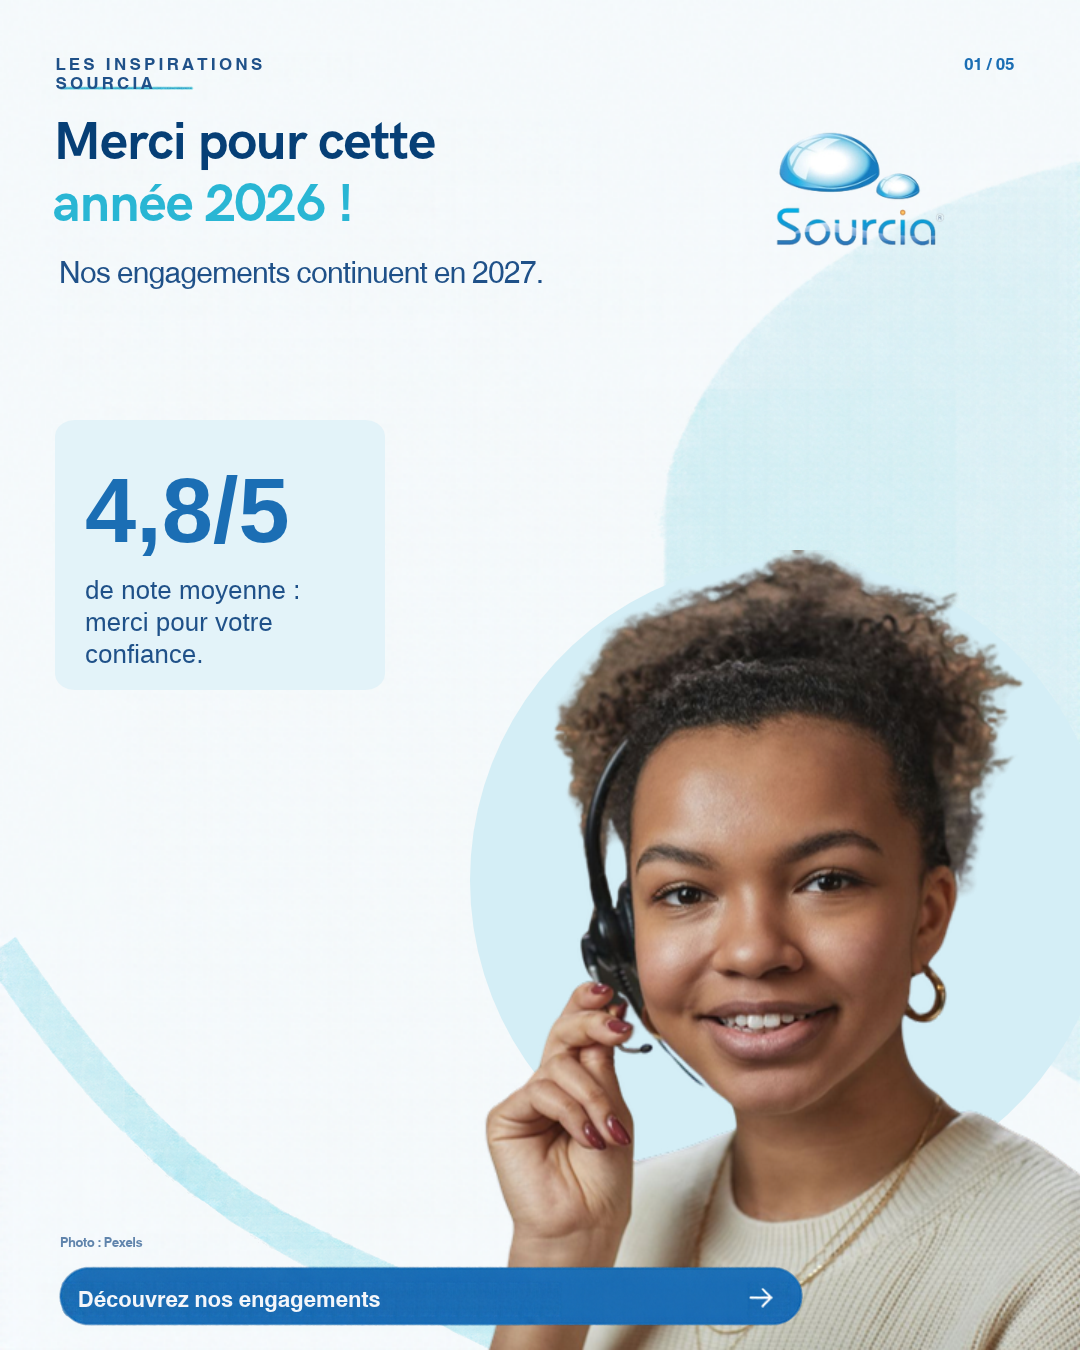 LES INSPIRATIONS
SOURCIA
01 / 05
Merci pour cette
année 2026 !
Sourcia®
Nos engagements continuent en 2027.
4,8/5
de note moyenne :
merci pour votre
confiance.
Photo : Pexels
Découvrez nos engagements